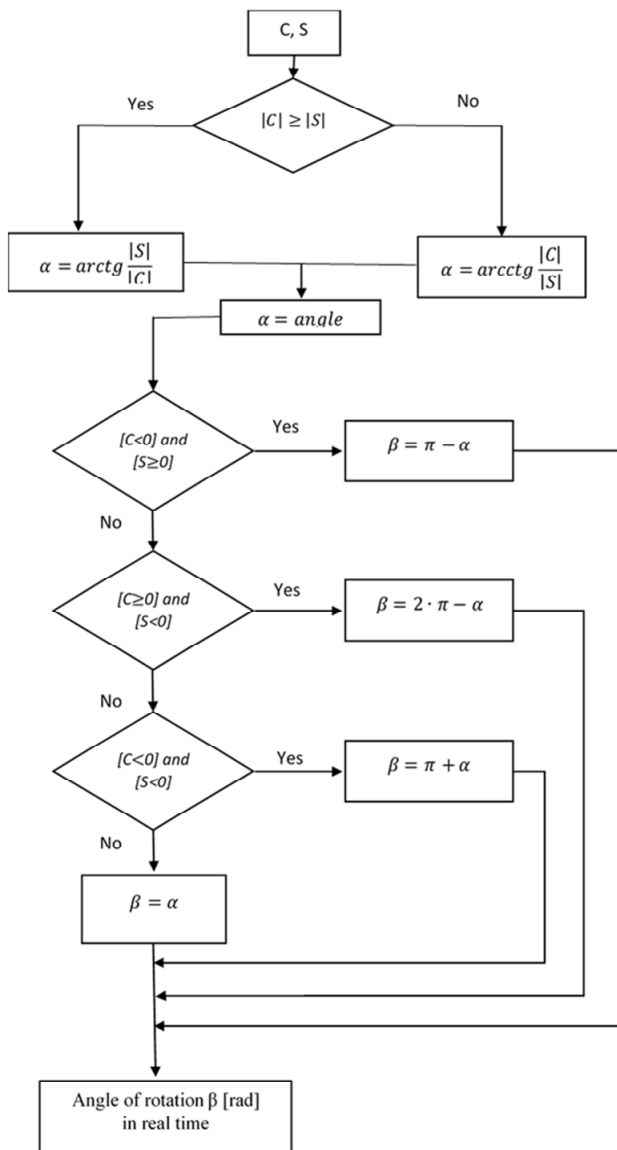 C, S
Yes
No
|C| ≥ |S|
α = arctg |S| / |C|
α = arcctg |C| / |S|
α = angle
[C<0] and
[S≥0]
Yes
β = π − α
No
[C≥0] and
[S<0]
Yes
β = 2 · π − α
No
[C<0] and
[S<0]
Yes
β = π + α
No
β = α
Angle of rotation β [rad]
in real time